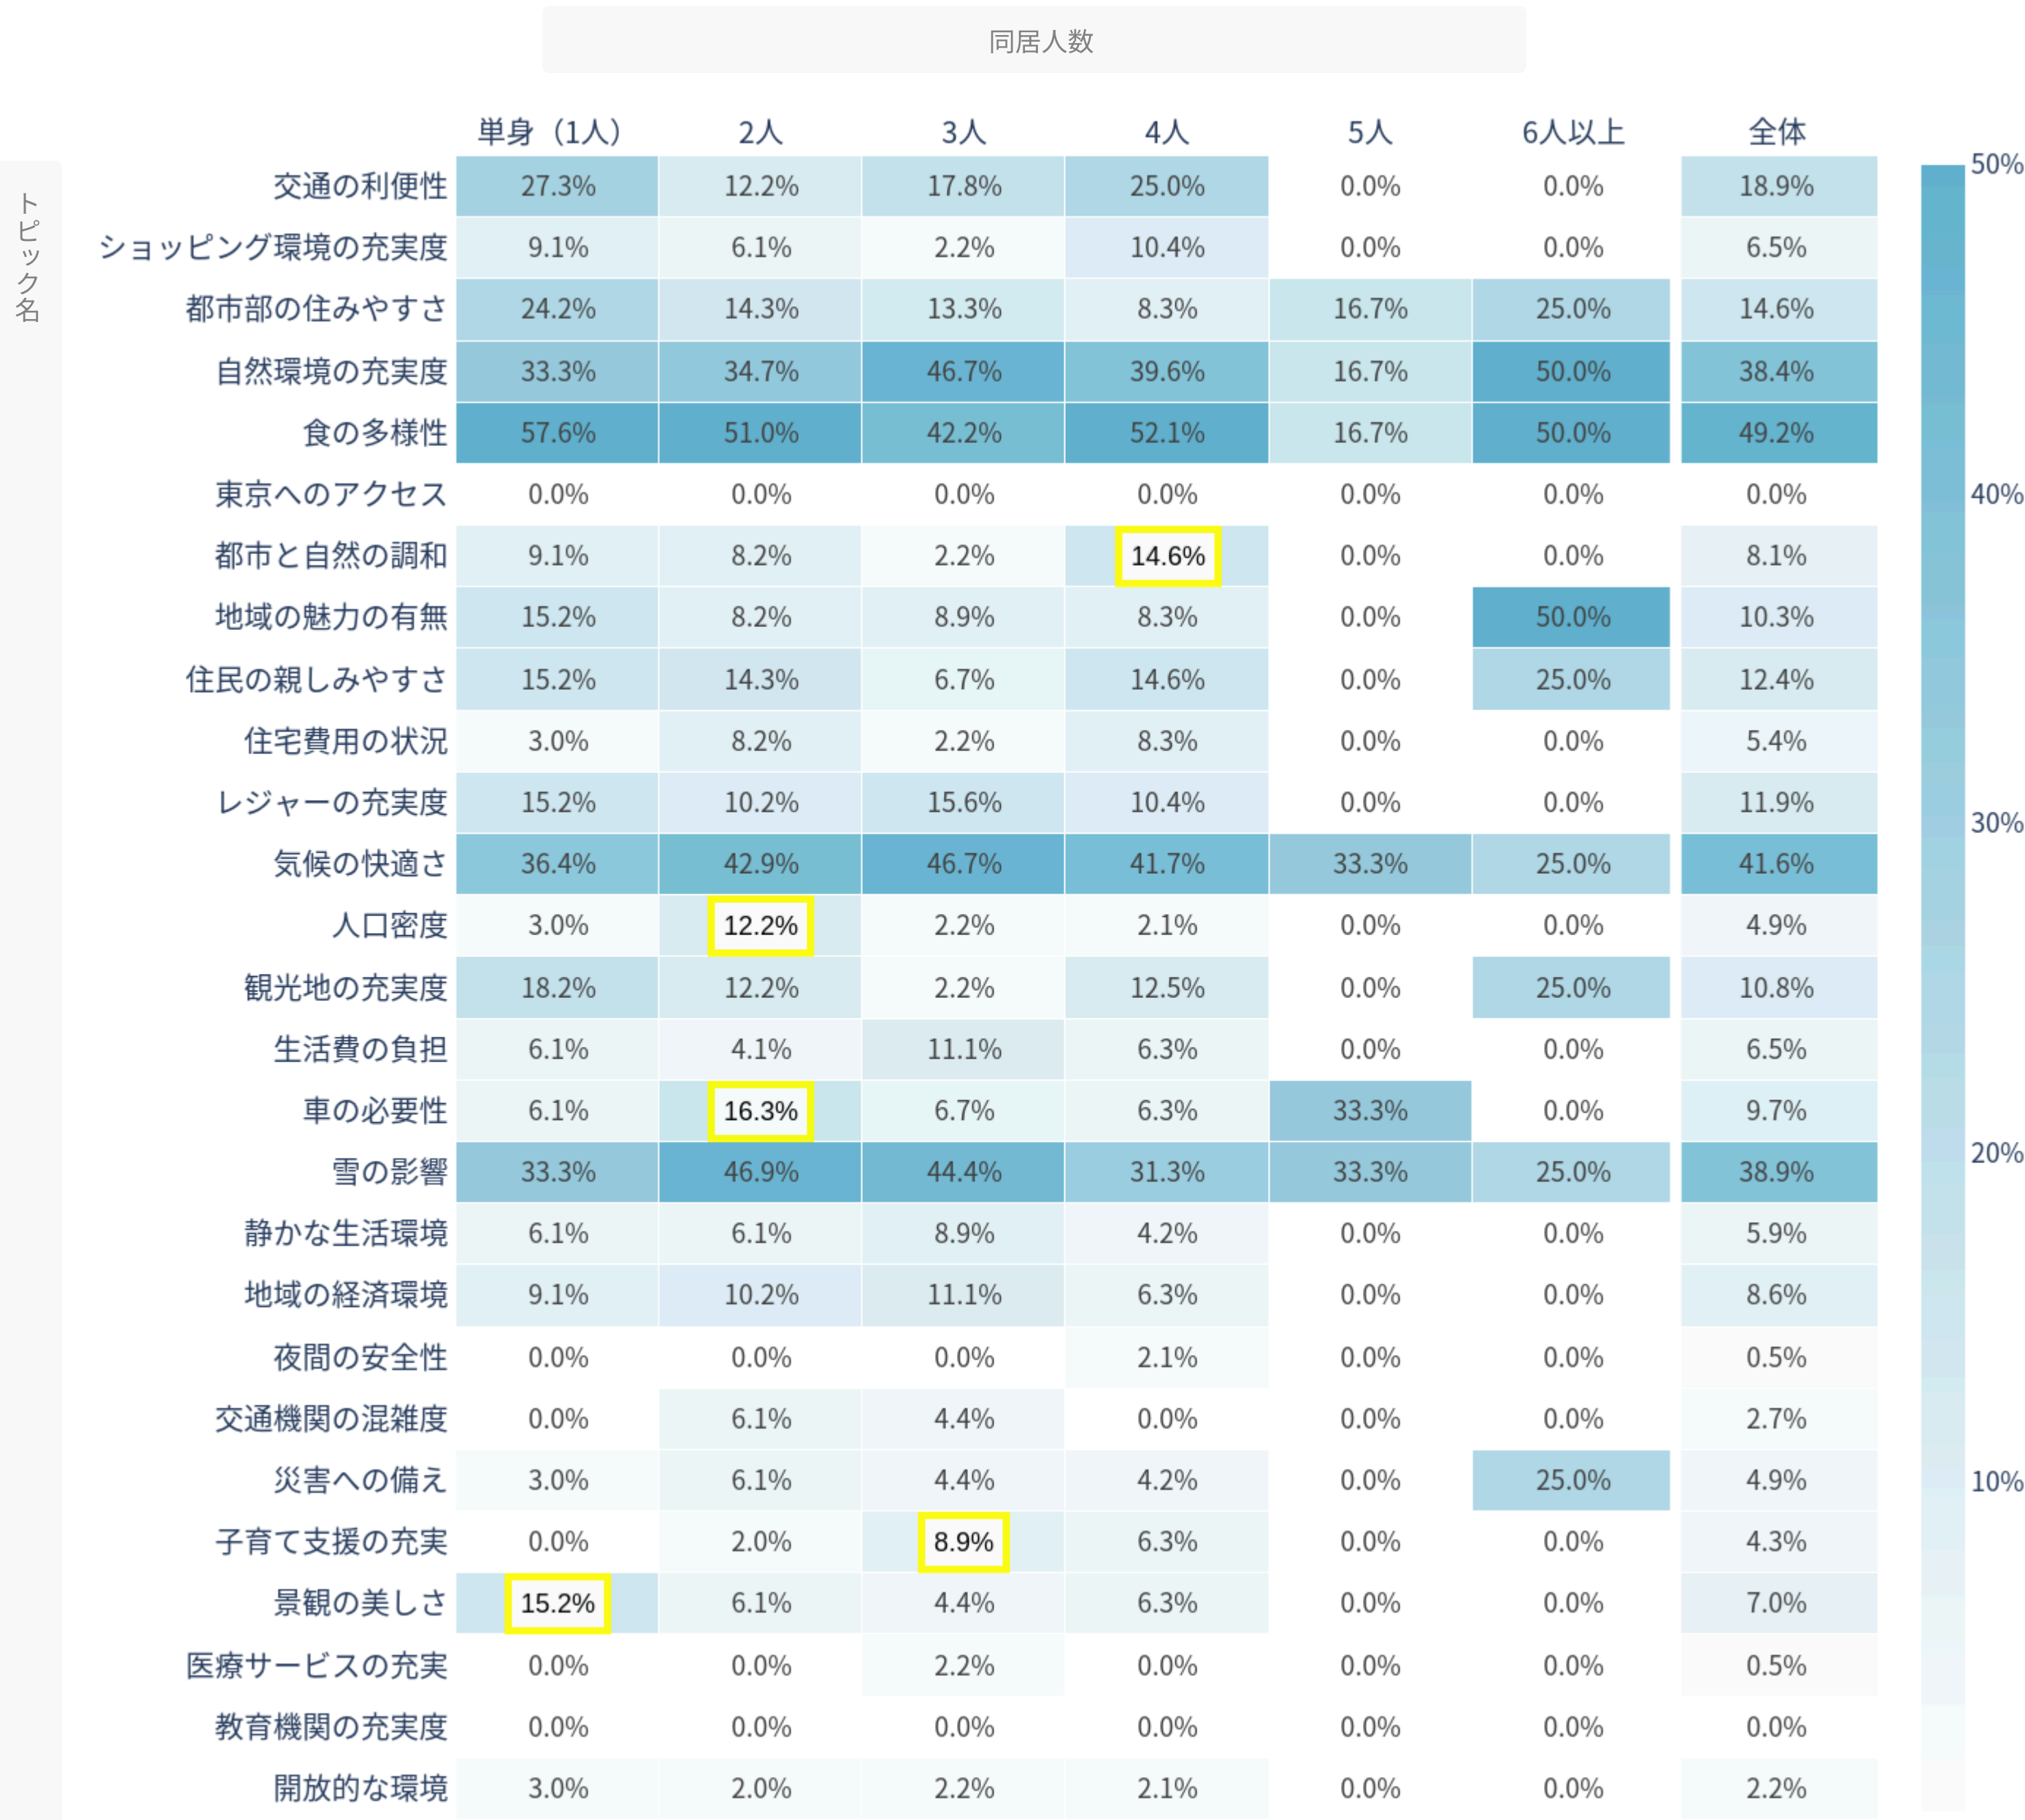 同居人数
トピック名
単身（1人） 2人 3人 4人 5人 6人以上 全体
交通の利便性 27.3% 12.2% 17.8% 25.0% 0.0% 0.0% 18.9%
ショッピング環境の充実度 9.1% 6.1% 2.2% 10.4% 0.0% 0.0% 6.5%
都市部の住みやすさ 24.2% 14.3% 13.3% 8.3% 16.7% 25.0% 14.6%
自然環境の充実度 33.3% 34.7% 46.7% 39.6% 16.7% 50.0% 38.4%
食の多様性 57.6% 51.0% 42.2% 52.1% 16.7% 50.0% 49.2%
東京へのアクセス 0.0% 0.0% 0.0% 0.0% 0.0% 0.0% 0.0%
都市と自然の調和 9.1% 8.2% 2.2% 14.6% 0.0% 0.0% 8.1%
地域の魅力の有無 15.2% 8.2% 8.9% 8.3% 0.0% 50.0% 10.3%
住民の親しみやすさ 15.2% 14.3% 6.7% 14.6% 0.0% 25.0% 12.4%
住宅費用の状況 3.0% 8.2% 2.2% 8.3% 0.0% 0.0% 5.4%
レジャーの充実度 15.2% 10.2% 15.6% 10.4% 0.0% 0.0% 11.9%
気候の快適さ 36.4% 42.9% 46.7% 41.7% 33.3% 25.0% 41.6%
人口密度 3.0% 12.2% 2.2% 2.1% 0.0% 0.0% 4.9%
観光地の充実度 18.2% 12.2% 2.2% 12.5% 0.0% 25.0% 10.8%
生活費の負担 6.1% 4.1% 11.1% 6.3% 0.0% 0.0% 6.5%
車の必要性 6.1% 16.3% 6.7% 6.3% 33.3% 0.0% 9.7%
雪の影響 33.3% 46.9% 44.4% 31.3% 33.3% 25.0% 38.9%
静かな生活環境 6.1% 6.1% 8.9% 4.2% 0.0% 0.0% 5.9%
地域の経済環境 9.1% 10.2% 11.1% 6.3% 0.0% 0.0% 8.6%
夜間の安全性 0.0% 0.0% 0.0% 2.1% 0.0% 0.0% 0.5%
交通機関の混雑度 0.0% 6.1% 4.4% 0.0% 0.0% 0.0% 2.7%
災害への備え 3.0% 6.1% 4.4% 4.2% 0.0% 25.0% 4.9%
子育て支援の充実 0.0% 2.0% 8.9% 6.3% 0.0% 0.0% 4.3%
景観の美しさ 15.2% 6.1% 4.4% 6.3% 0.0% 0.0% 7.0%
医療サービスの充実 0.0% 0.0% 2.2% 0.0% 0.0% 0.0% 0.5%
教育機関の充実度 0.0% 0.0% 0.0% 0.0% 0.0% 0.0% 0.0%
開放的な環境 3.0% 2.0% 2.2% 2.1% 0.0% 0.0% 2.2%
50%
40%
30%
20%
10%